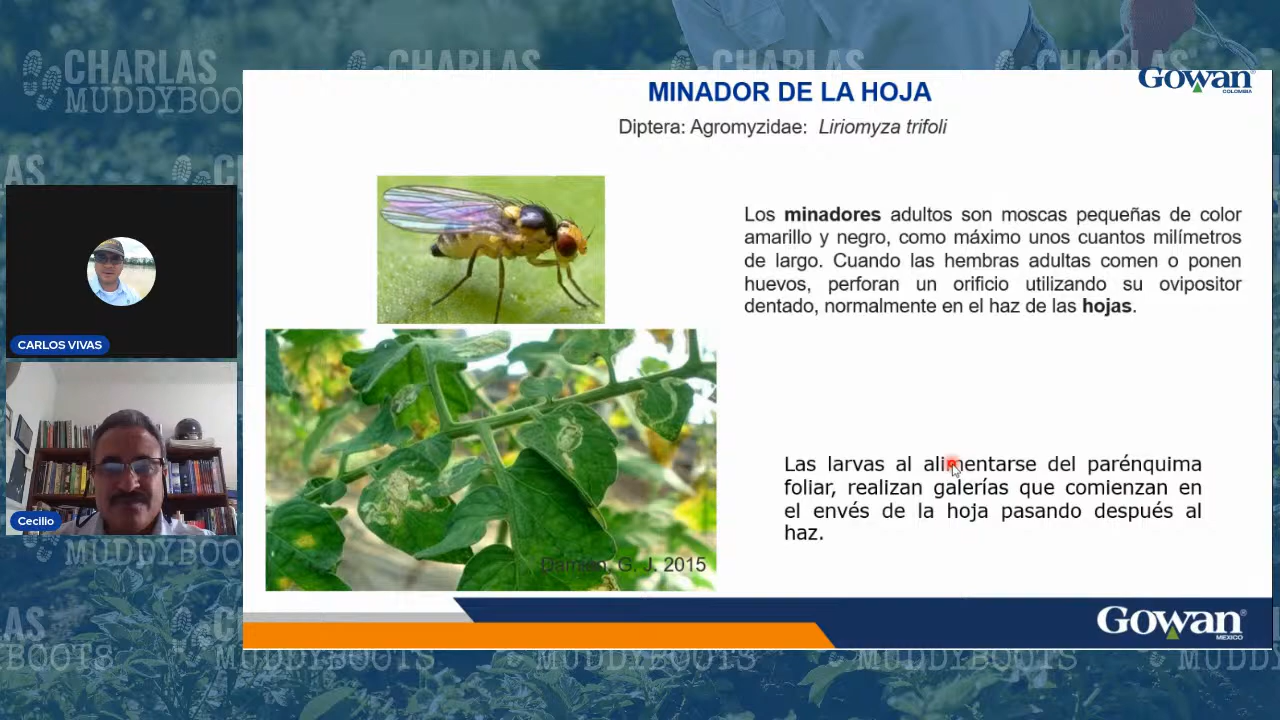 CHARLAS
MUDDYBOOTS
MINADOR DE LA HOJA
Gowan
COLOMBIA
Diptera: Agromyzidae: Liriomyza trifoli
Los minadores adultos son moscas pequeñas de color
amarillo y negro, como máximo unos cuantos milímetros
de largo. Cuando las hembras adultas comen o ponen
huevos, perforan un orificio utilizando su ovipositor
dentado, normalmente en el haz de las hojas.
CARLOS VIVAS
Las larvas al alimentarse del parénquima
foliar, realizan galerías que comienzan en
el envés de la hoja pasando después al
haz.
Cecilio
Damián, G. J. 2015
Gowan
MEXICO
MUDDYBOOTS